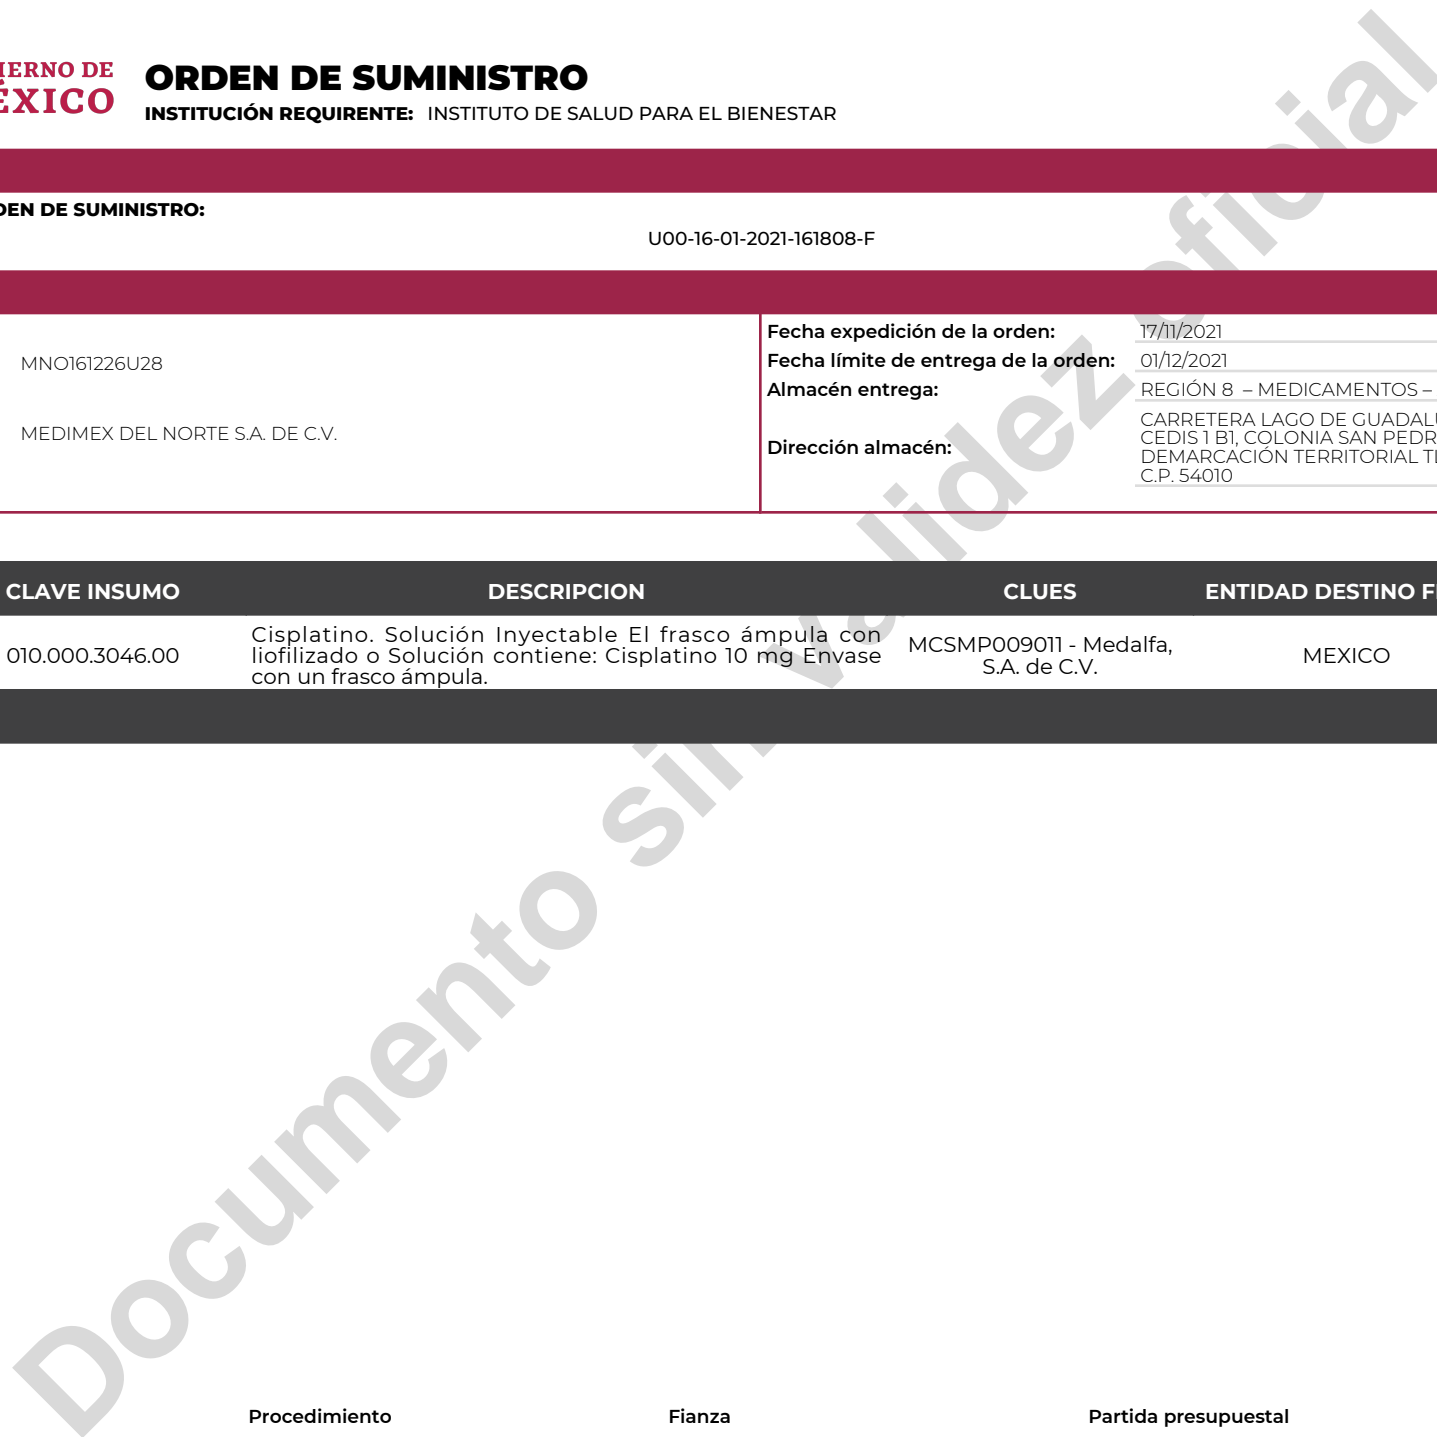 IERNO DE
ÉXICO
ORDEN DE SUMINISTRO
INSTITUCIÓN REQUIRENTE: INSTITUTO DE SALUD PARA EL BIENESTAR
DEN DE SUMINISTRO:
U00-16-01-2021-161808-F
MNO161226U28
MEDIMEX DEL NORTE S.A. DE C.V.
Fecha expedición de la orden: 17/11/2021
Fecha límite de entrega de la orden: 01/12/2021
Almacén entrega: REGIÓN 8 – MEDICAMENTOS –
Dirección almacén:
CARRETERA LAGO DE GUADALU
CEDIS 1 B1, COLONIA SAN PEDR
DEMARCACIÓN TERRITORIAL TL
C.P. 54010
CLAVE INSUMO DESCRIPCION CLUES ENTIDAD DESTINO FI
010.000.3046.00
Cisplatino. Solución Inyectable El frasco ámpula con
liofilizado o Solución contiene: Cisplatino 10 mg Envase
con un frasco ámpula.
MCSMP009011 - Medalfa,
S.A. de C.V.
MEXICO
Documento sin validez oficial
Procedimiento Fianza Partida presupuestal